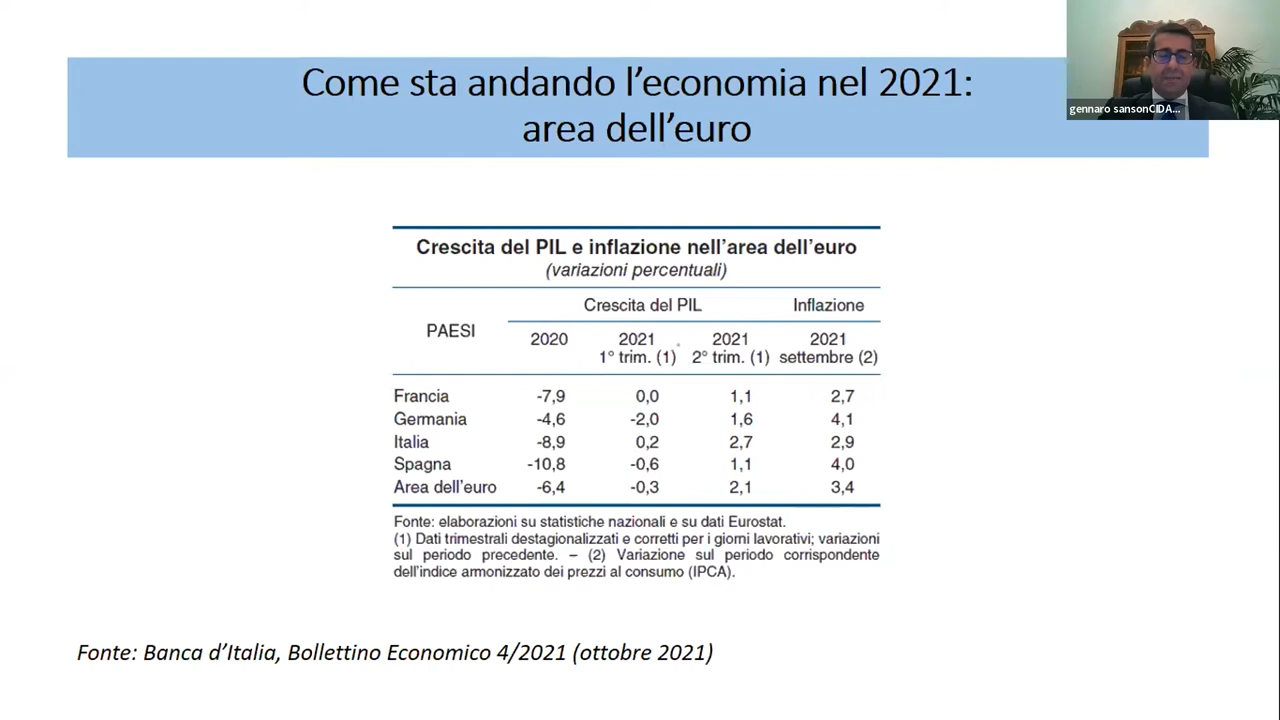 Come sta andando l’economia nel 2021:
area dell’euro
gennaro sansonCIDA...
Crescita del PIL e inflazione nell’area dell’euro
(variazioni percentuali)
PAESI
Crescita del PIL Inflazione
2020 2021 2021 2021
1° trim. (1) 2° trim. (1) settembre (2)
Francia -7,9 0,0 1,1 2,7
Germania -4,6 -2,0 1,6 4,1
Italia -8,9 0,2 2,7 2,9
Spagna -10,8 -0,6 1,1 4,0
Area dell’euro -6,4 -0,3 2,1 3,4
Fonte: elaborazioni su statistiche nazionali e su dati Eurostat.
(1) Dati trimestrali destagionalizzati e corretti per i giorni lavorativi; variazioni
sul periodo precedente. – (2) Variazione sul periodo corrispondente
dell’indice armonizzato dei prezzi al consumo (IPCA).
Fonte: Banca d’Italia, Bollettino Economico 4/2021 (ottobre 2021)